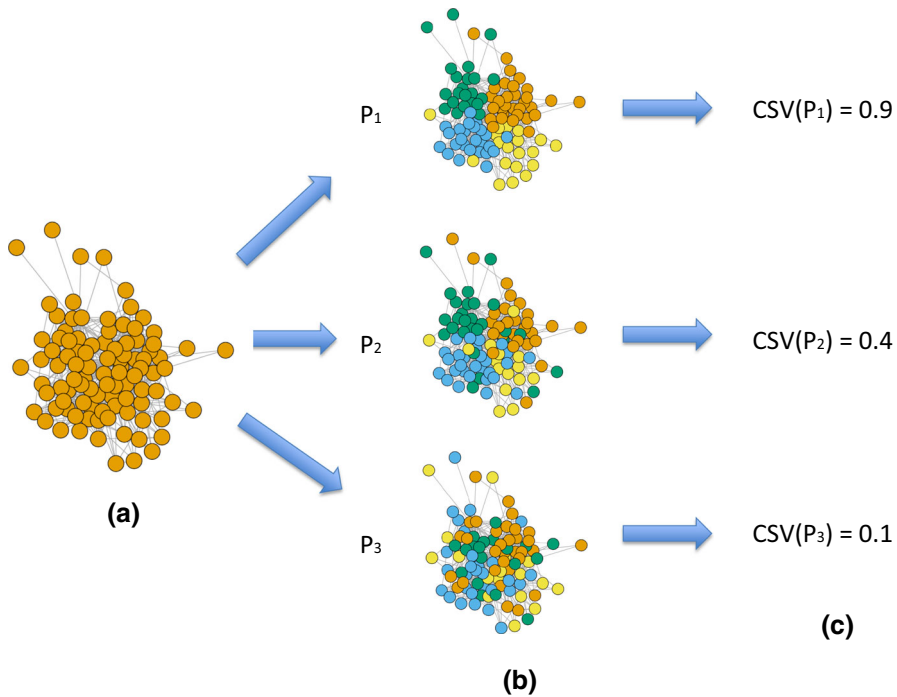 P1
CSV(P1) = 0.9
P2
CSV(P2) = 0.4
(a)
P3
CSV(P3) = 0.1
(c)
(b)